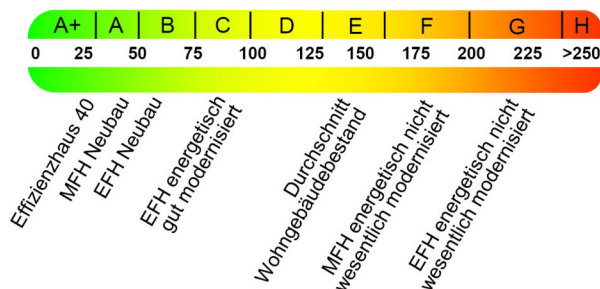 A+ A B C D E F G H
0 25 50 75 100 125 150 175 200 225 >250
Effizienzhaus 40
MFH Neubau
EFH Neubau
EFH energetisch
gut modernisiert
Durchschnitt
Wohngebäudebestand
MFH energetisch nicht
wesentlich modernisiert
EFH energetisch nicht
wesentlich modernisiert